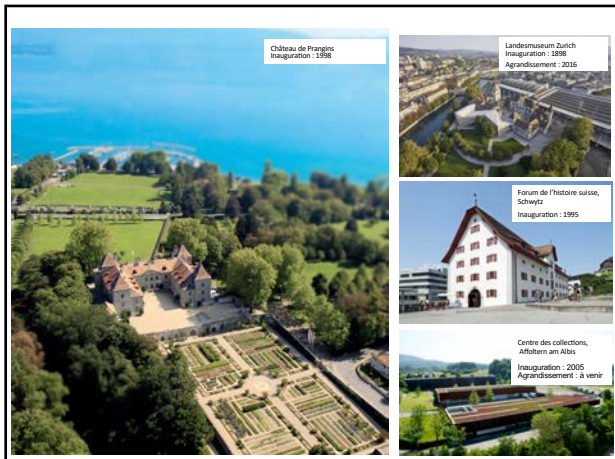 Château de Prangins
Inauguration : 1998
Landesmuseum Zurich
Inauguration : 1898
Agrandissement : 2016
Forum de l'histoire suisse,
Schwytz
Inauguration : 1995
Centre des collections,
Affoltern am Albis
Inauguration : 2005
Agrandissement : à venir